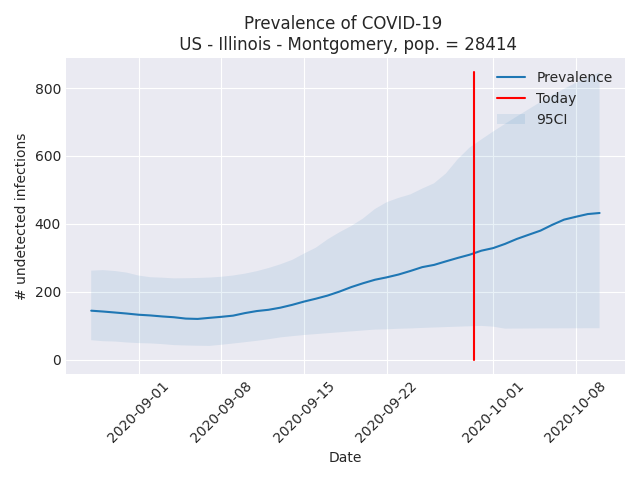 Prevalence of COVID-19
US - Illinois - Montgomery, pop. = 28414
Prevalence
Today
95CI
# undetected infections
800
600
400
200
0
2020-09-01
2020-09-08
2020-09-15
2020-09-22
2020-10-01
2020-10-08
Date